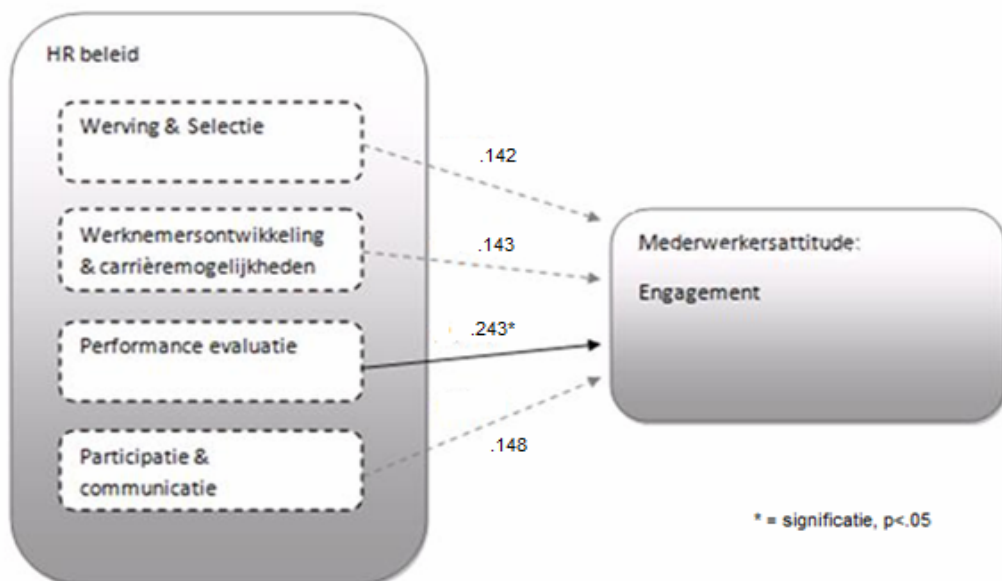 HR beleid
Werving & Selectie
.142
Werknemersontwikkeling
& carrièremogelijkheden
.143
Performance evaluatie
.243*
Participatie &
communicatie
.148
Mederwerkersattitude:
Engagement
* = significatie, p<.05